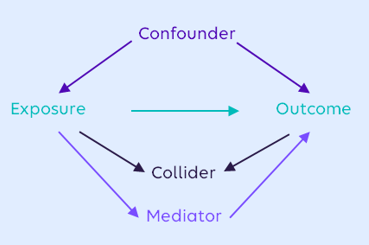 Confounder
Exposure
Outcome
Collider
Mediator